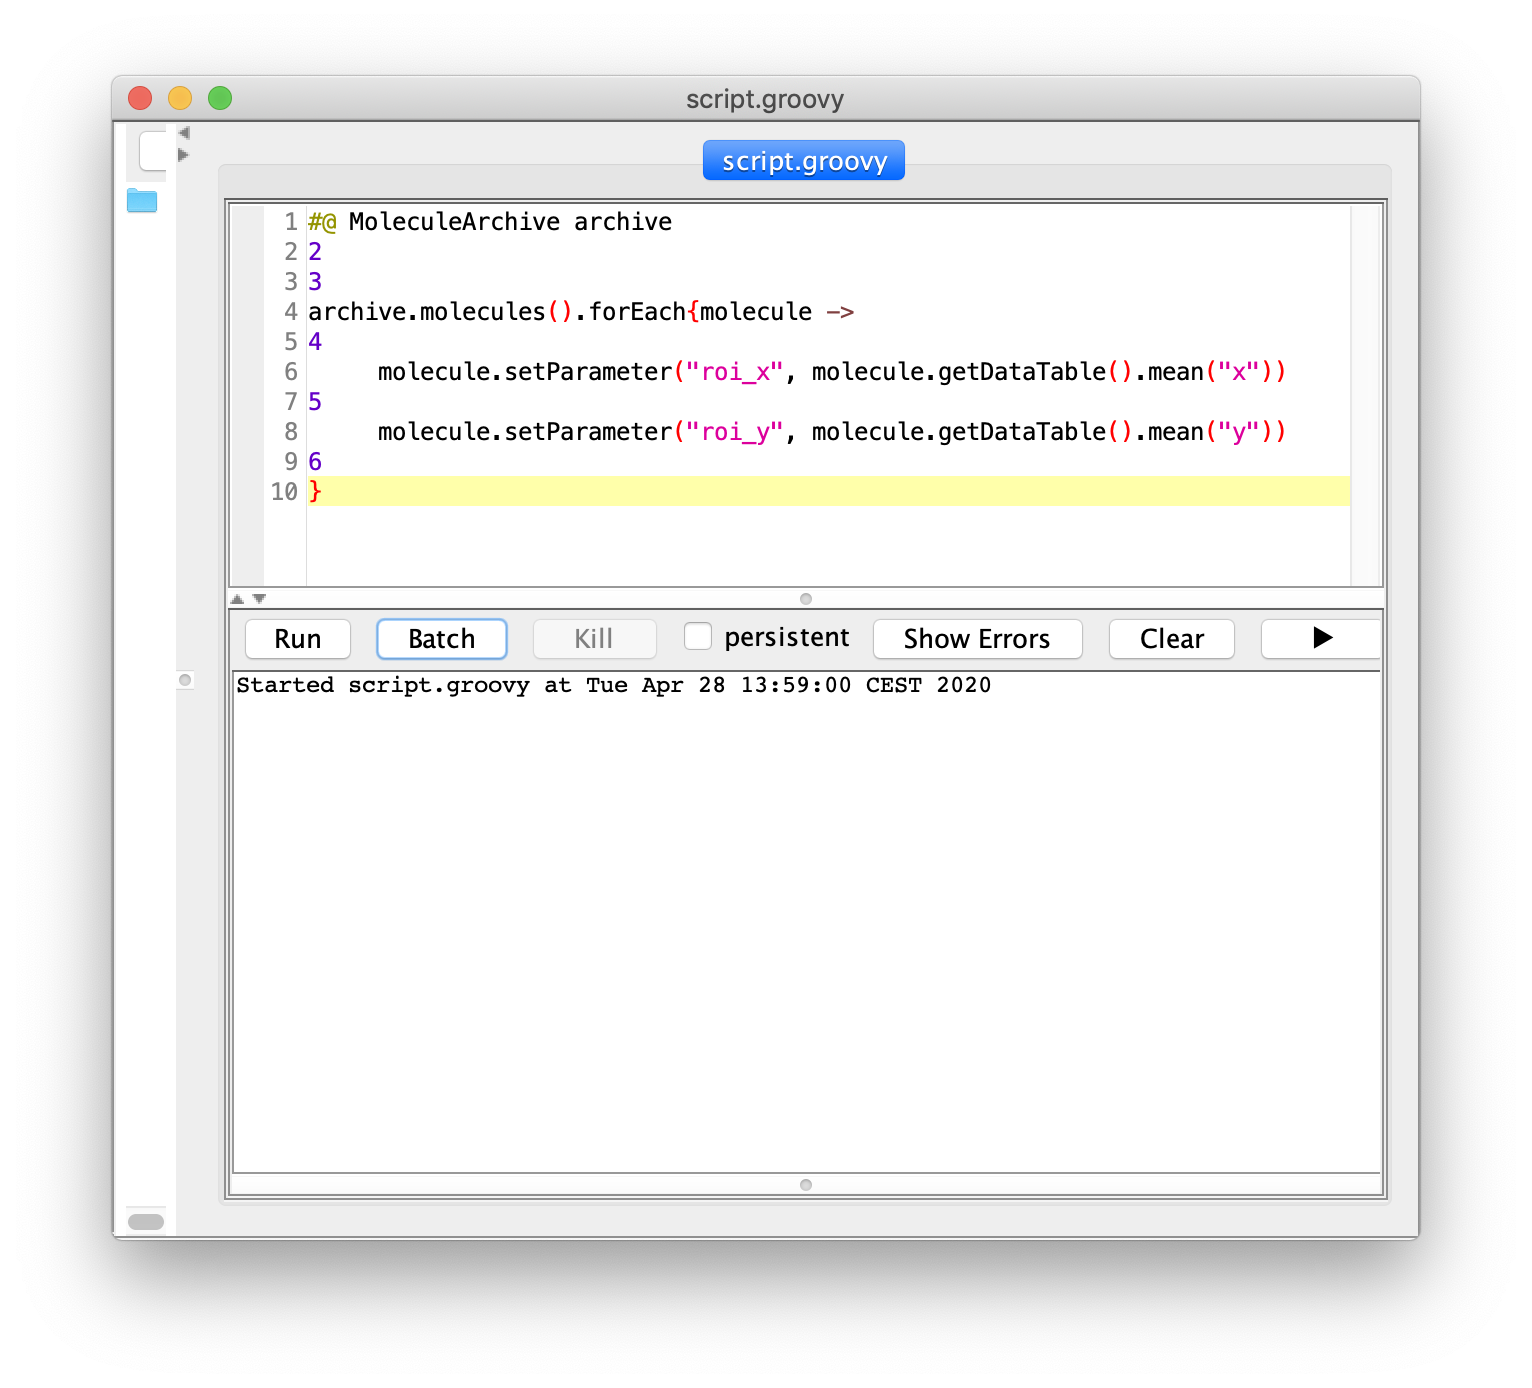 script.groovy
script.groovy
1 #@ MoleculeArchive archive
2 2
3 3
4 archive.molecules().forEach{molecule ->
5 4
6 molecule.setParameter("roi_x", molecule.getDataTable().mean("x"))
7 5
8 molecule.setParameter("roi_y", molecule.getDataTable().mean("y"))
9 6
10 }
Run Batch Kill persistent Show Errors Clear
Started script.groovy at Tue Apr 28 13:59:00 CEST 2020